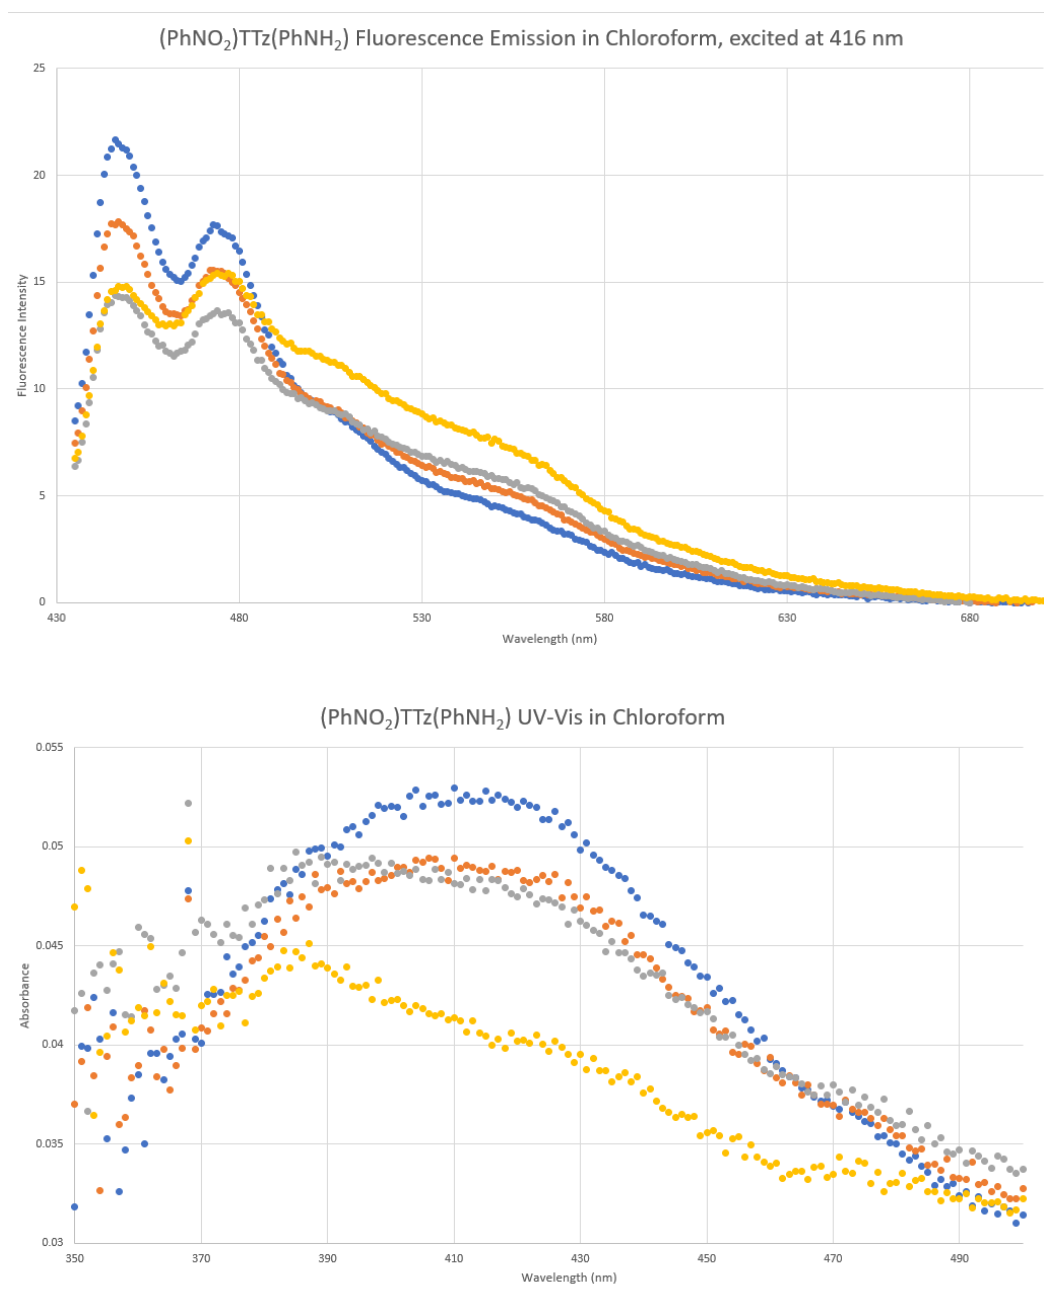 (PhNO₂)TTz(PhNH₂) Fluorescence Emission in Chloroform, excited at 416 nm
25
20
15
10
5
0
Fluorescence Intensity
430 480 530 580 630 680
Wavelength (nm)
(PhNO₂)TTz(PhNH₂) UV-Vis in Chloroform
0.055
0.05
0.045
0.04
0.035
0.03
Absorbance
350 370 390 410 430 450 470 490
Wavelength (nm)